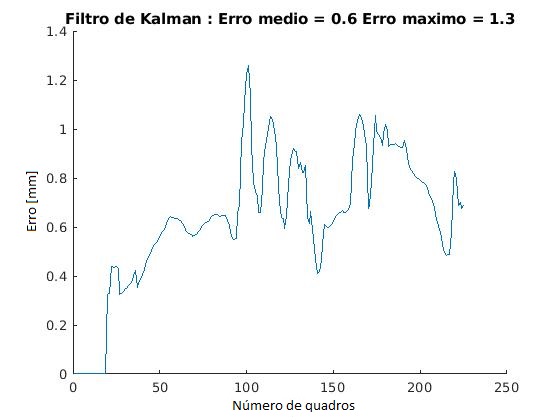 Filtro de Kalman : Erro medio = 0.6 Erro maximo = 1.3
1.4
1.2
1
0.8
0.6
0.4
0.2
0
Erro [mm]
0 50 100 150 200 250
Número de quadros